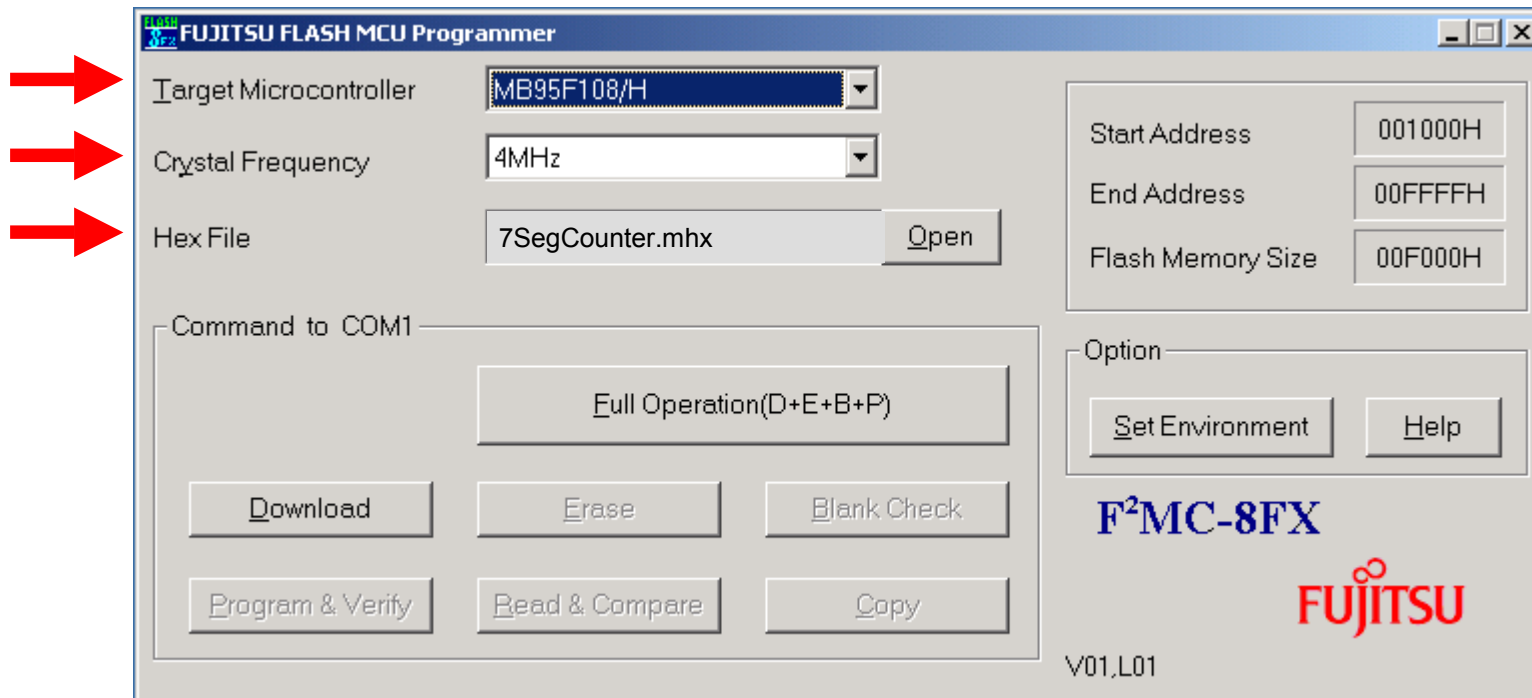 FLASH 8FX FUJITSU FLASH MCU Programmer
Target Microcontroller MB95F108/H
Crystal Frequency 4MHz
Hex File 7SegCounter.mhx Open
Start Address 001000H
End Address 00FFFFH
Flash Memory Size 00F000H
Command to COM1
Full Operation(D+E+B+P)
Download Erase Blank Check
Program & Verify Read & Compare Copy
Option
Set Environment Help
F²MC-8FX
FUJITSU
V01,L01